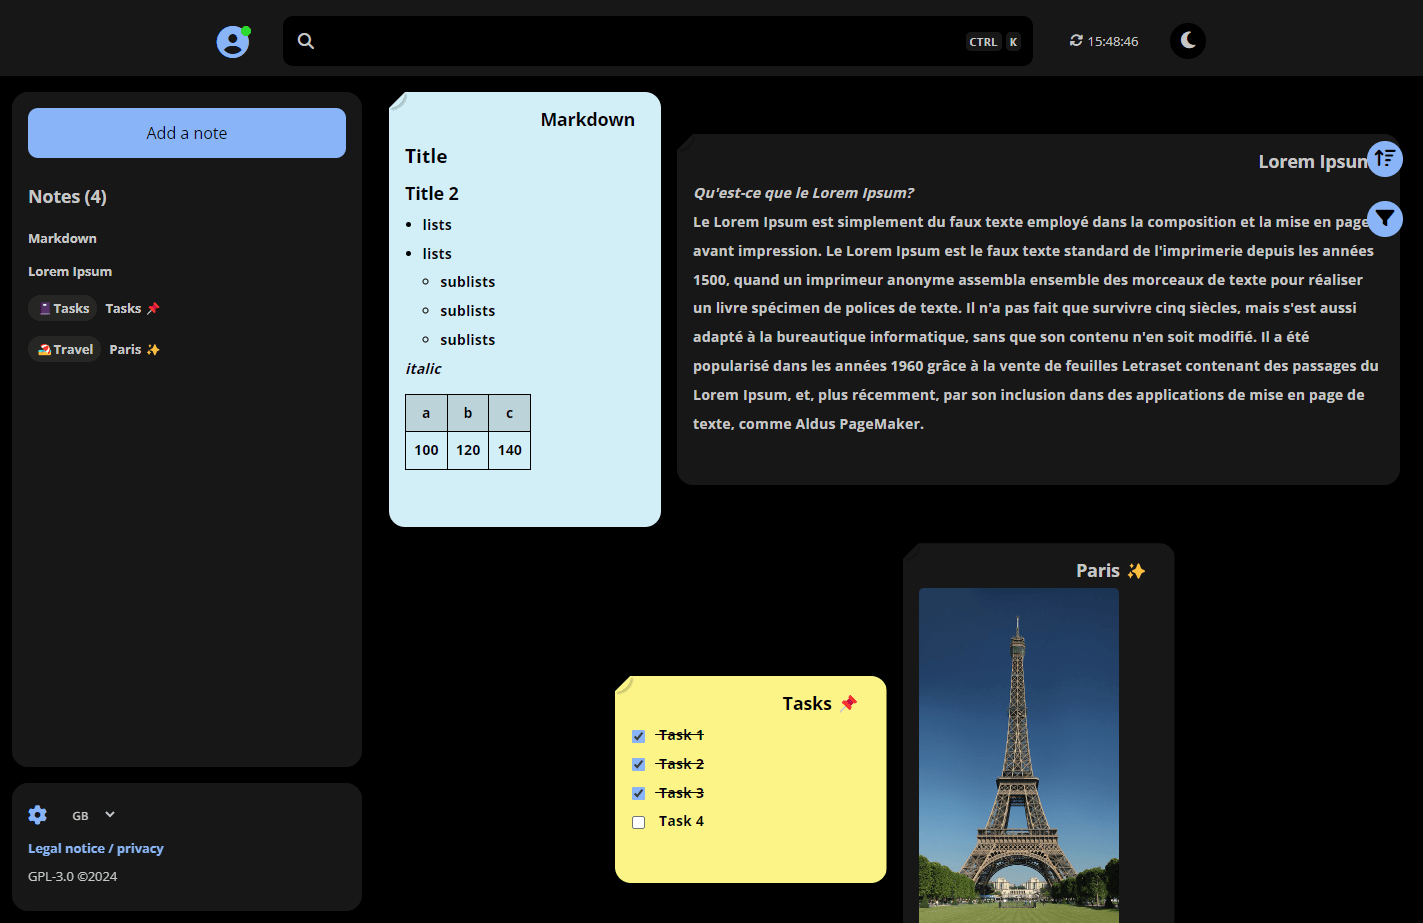 CTRL K
15:48:46
Add a note
Notes (4)
Markdown
Lorem Ipsum
Tasks Tasks 📌
Travel Paris ✨
GB
Legal notice / privacy
GPL-3.0 ©2024
Markdown
Title
Title 2
lists
lists
sublists
sublists
sublists
italic
a b c
100 120 140
Lorem Ipsum
Qu'est-ce que le Lorem Ipsum?
Le Lorem Ipsum est simplement du faux texte employé dans la composition et la mise en page
avant impression. Le Lorem Ipsum est le faux texte standard de l'imprimerie depuis les années
1500, quand un imprimeur anonyme assembla ensemble des morceaux de texte pour réaliser
un livre spécimen de polices de texte. Il n'a pas fait que survivre cinq siècles, mais s'est aussi
adapté à la bureautique informatique, sans que son contenu n'en soit modifié. Il a été
popularisé dans les années 1960 grâce à la vente de feuilles Letraset contenant des passages du
Lorem Ipsum, et, plus récemment, par son inclusion dans des applications de mise en page de
texte, comme Aldus PageMaker.
Paris ✨
Tasks 📌
Task 1
Task 2
Task 3
Task 4